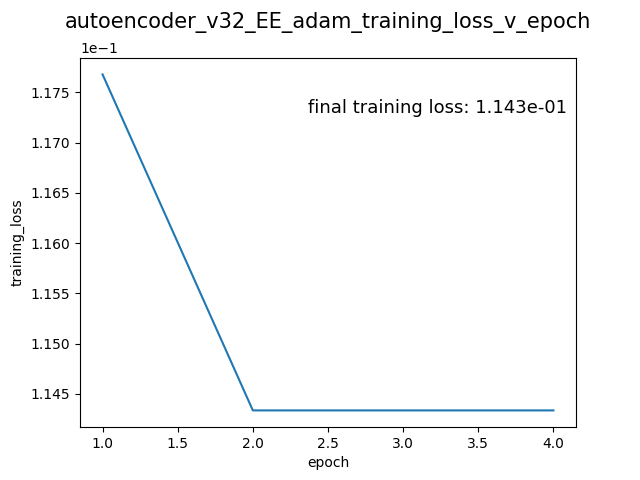 autoencoder_v32_EE_adam_training_loss_v_epoch
1e−1
final training loss: 1.143e-01
1.175
1.170
1.165
1.160
1.155
1.150
1.145
training_loss
1.0 1.5 2.0 2.5 3.0 3.5 4.0
epoch